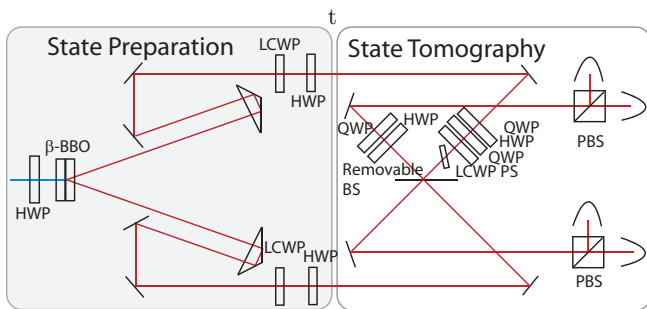 t
State Preparation
State Tomography
LCWP
HWP
β-BBO
HWP
QWP
HWP
Removable
BS
QWP
HWP
QWP
LCWP PS
PBS
LCWP
HWP
PBS